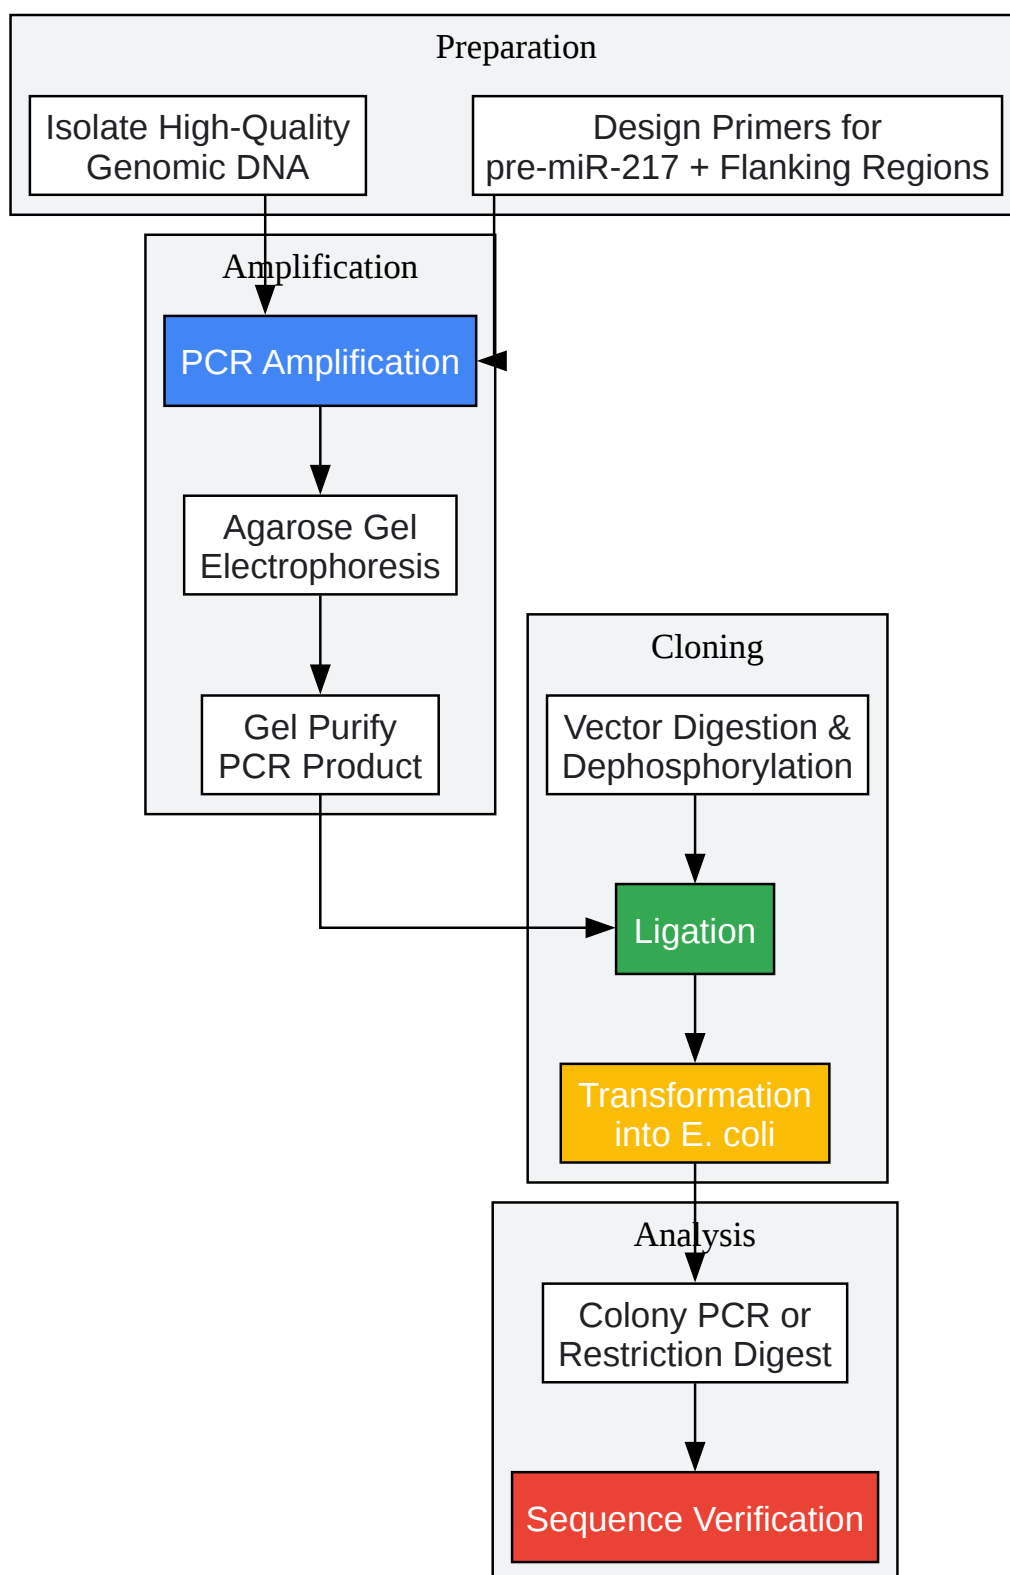 Preparation
Isolate High-Quality
Genomic DNA
Design Primers for
pre-miR-217 + Flanking Regions
Amplification
PCR Amplification
Agarose Gel
Electrophoresis
Gel Purify
PCR Product
Cloning
Vector Digestion &
Dephosphorylation
Ligation
Transformation
into E. coli
Analysis
Colony PCR or
Restriction Digest
Sequence Verification